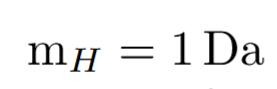 m_H = 1 Da